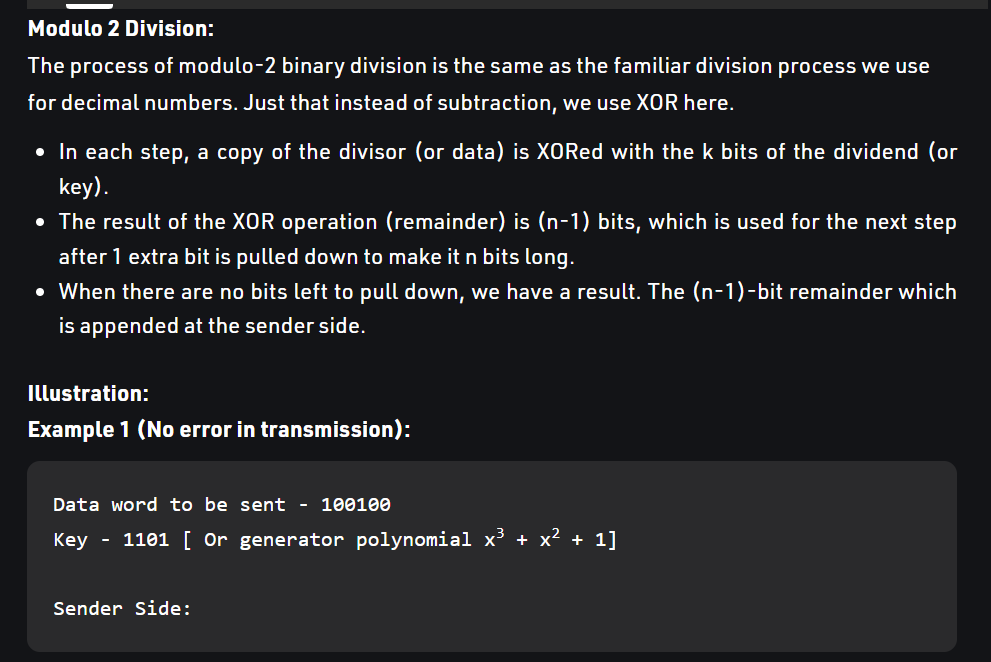 Modulo 2 Division:
The process of modulo-2 binary division is the same as the familiar division process we use
for decimal numbers. Just that instead of subtraction, we use XOR here.
• In each step, a copy of the divisor (or data) is XORed with the k bits of the dividend (or
key).
• The result of the XOR operation (remainder) is (n-1) bits, which is used for the next step
after 1 extra bit is pulled down to make it n bits long.
• When there are no bits left to pull down, we have a result. The (n-1)-bit remainder which
is appended at the sender side.
Illustration:
Example 1 (No error in transmission):
Data word to be sent - 100100
Key - 1101 [ Or generator polynomial x³ + x² + 1]
Sender Side: